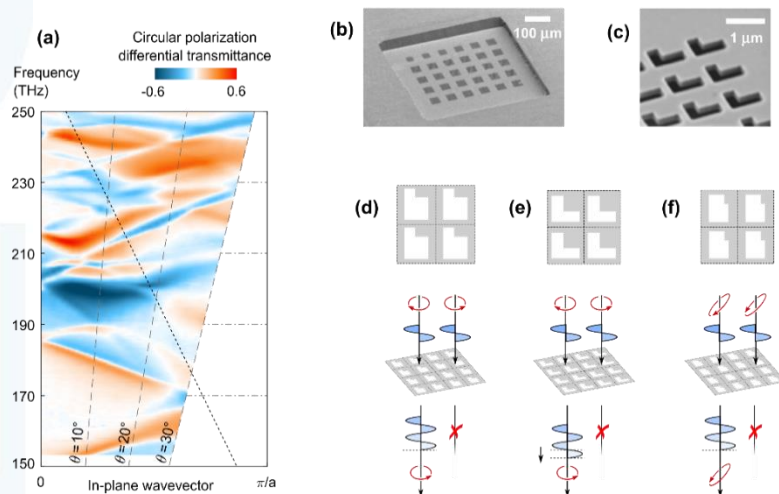 (a)
Circular polarization
differential transmittance
Frequency
(THz)
-0.6
0.6
250
230
210
190
170
150
θ=10°
θ=20°
θ=30°
0
In-plane wavevector
π/a
(b)
100 μm
(c)
1 μm
(d)
(e)
(f)